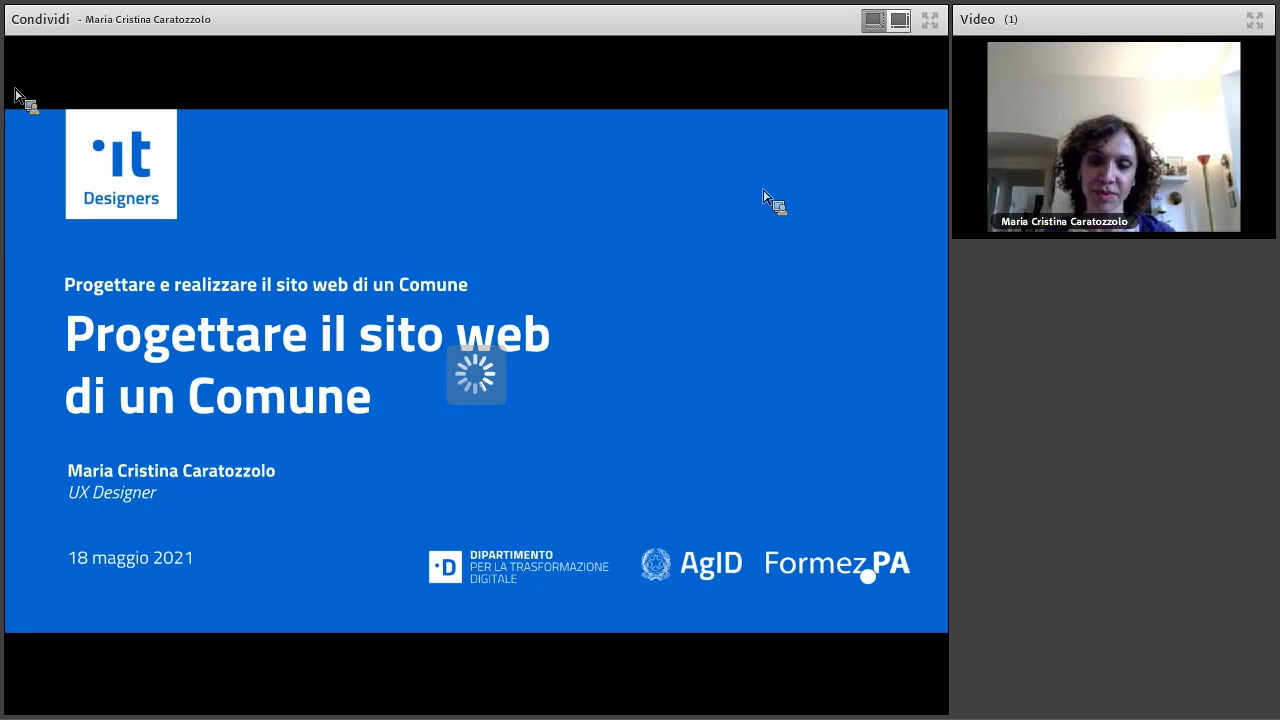 Condividi - Maria Cristina Caratozzolo
Video (1)
Maria Cristina Caratozzolo
it
Designers
Progettare e realizzare il sito web di un Comune
Progettare il sito web
di un Comune
Maria Cristina Caratozzolo
UX Designer
18 maggio 2021
D
DIPARTIMENTO
PER LA TRASFORMAZIONE
DIGITALE
AgID
Formez PA